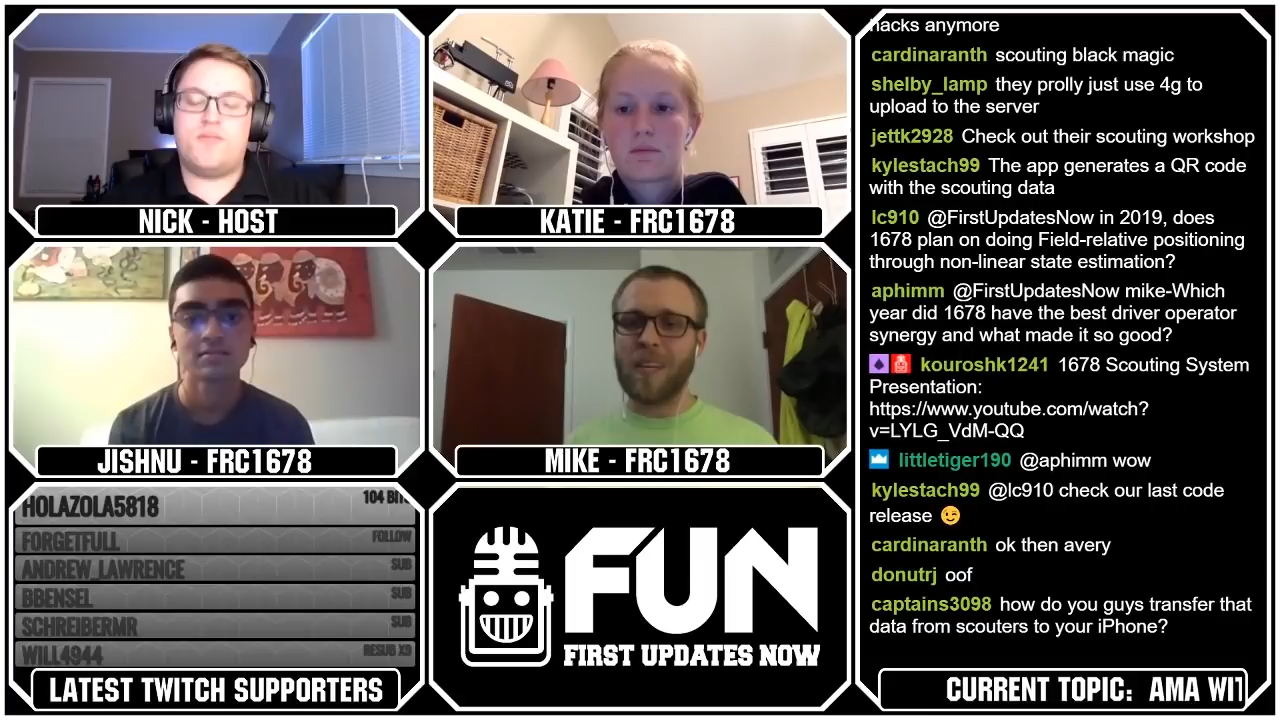 NICK - HOST
KATIE - FRC1678
JISHNU - FRC1678
MIKE - FRC1678
HOLAZOLA5818
104 BIT
FORGETFULL
FOLLOW
ANDREW_LAWRENCE
SUB
BBENSEL
SUB
SCHREIBERMR
SUB
WILL4944
RESUB X9
LATEST TWITCH SUPPORTERS
FUN
FIRST UPDATES NOW
hacks anymore
cardinaranth scouting black magic
shelby_lamp they prolly just use 4g to
upload to the server
jettk2928 Check out their scouting workshop
kylestach99 The app generates a QR code
with the scouting data
lc910 @FirstUpdatesNow in 2019, does
1678 plan on doing Field-relative positioning
through non-linear state estimation?
aphimm @FirstUpdatesNow mike-Which
year did 1678 have the best driver operator
synergy and what made it so good?
kouroshk1241 1678 Scouting System
Presentation:
https://www.youtube.com/watch?
v=LYLG_VdM-QQ
littletiger190 @aphimm wow
kylestach99 @lc910 check our last code
release 😉
cardinaranth ok then avery
donutrj oof
captains3098 how do you guys transfer that
data from scouters to your iPhone?
CURRENT TOPIC: AMA WIT